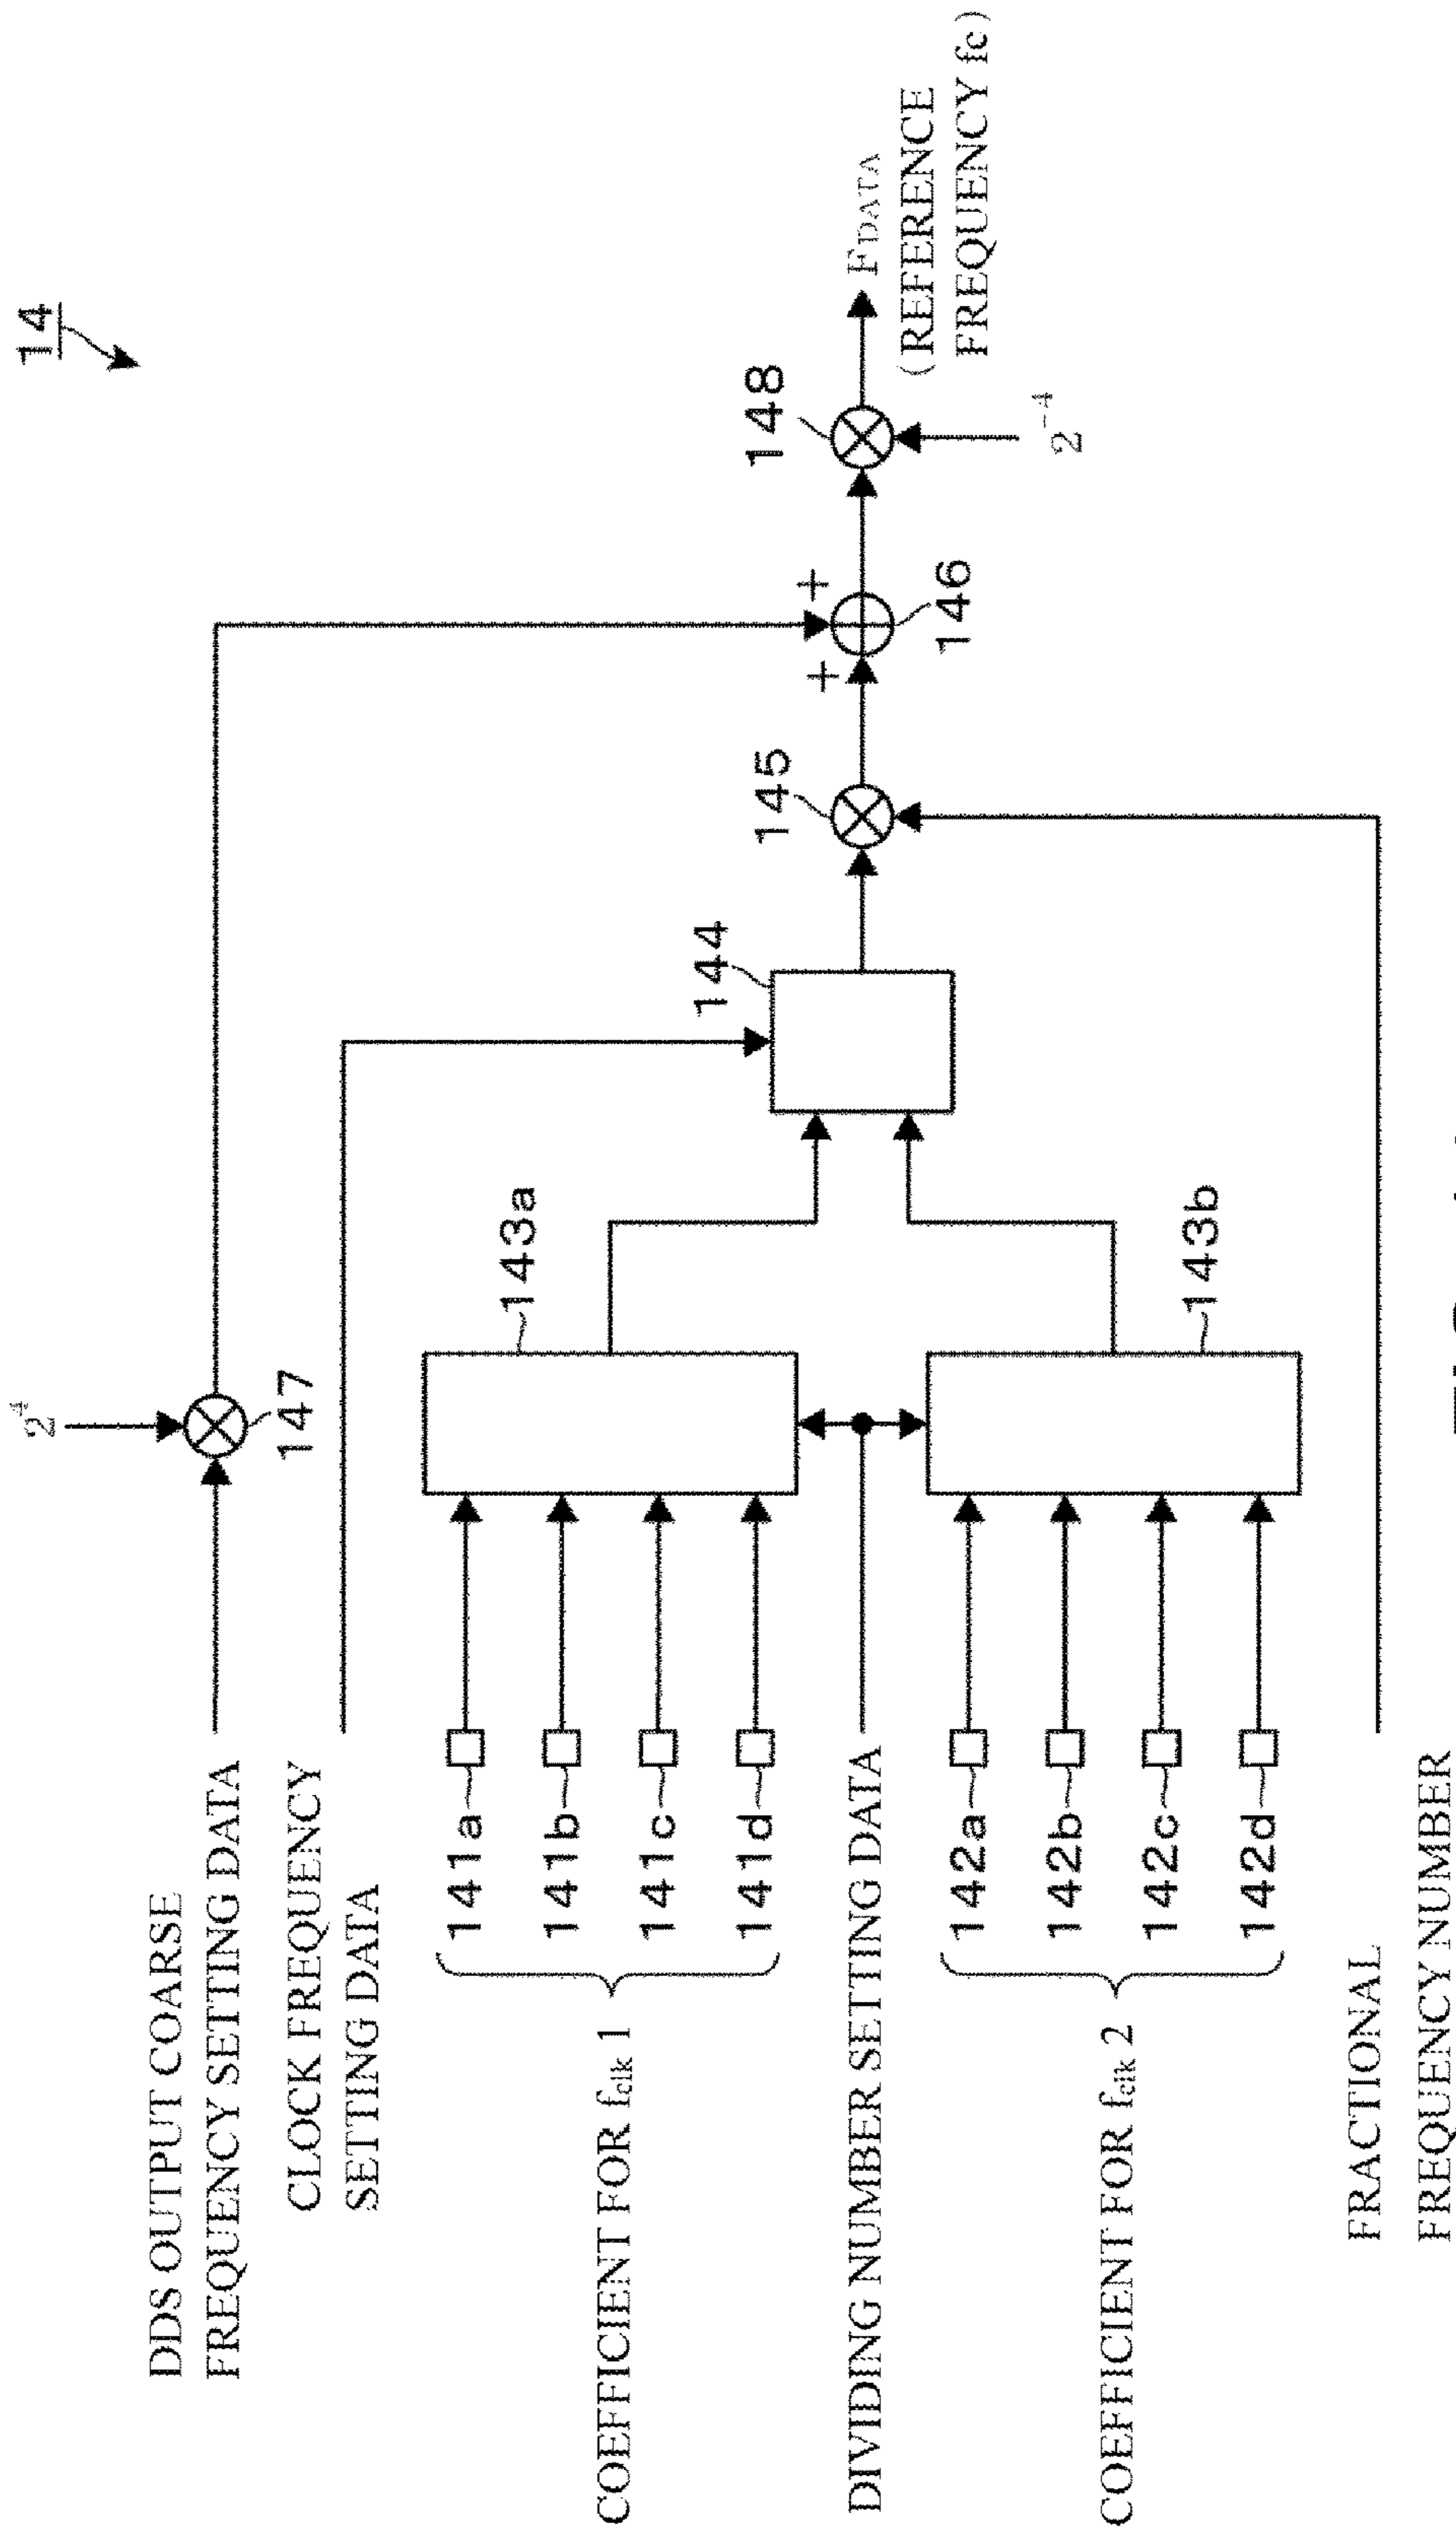 14
DDS OUTPUT COARSE
FREQUENCY SETTING DATA
2⁴
147
CLOCK FREQUENCY
SETTING DATA
COEFFICIENT FOR fclk 1
141a
141b
141c
141d
143a
144
145
146
148
2⁻⁴
FDATA
(REFERENCE
FREQUENCY fc)
+
+
DIVIDING NUMBER SETTING DATA
COEFFICIENT FOR fclk 2
142a
142b
142c
142d
143b
FRACTIONAL
FREQUENCY NUMBER